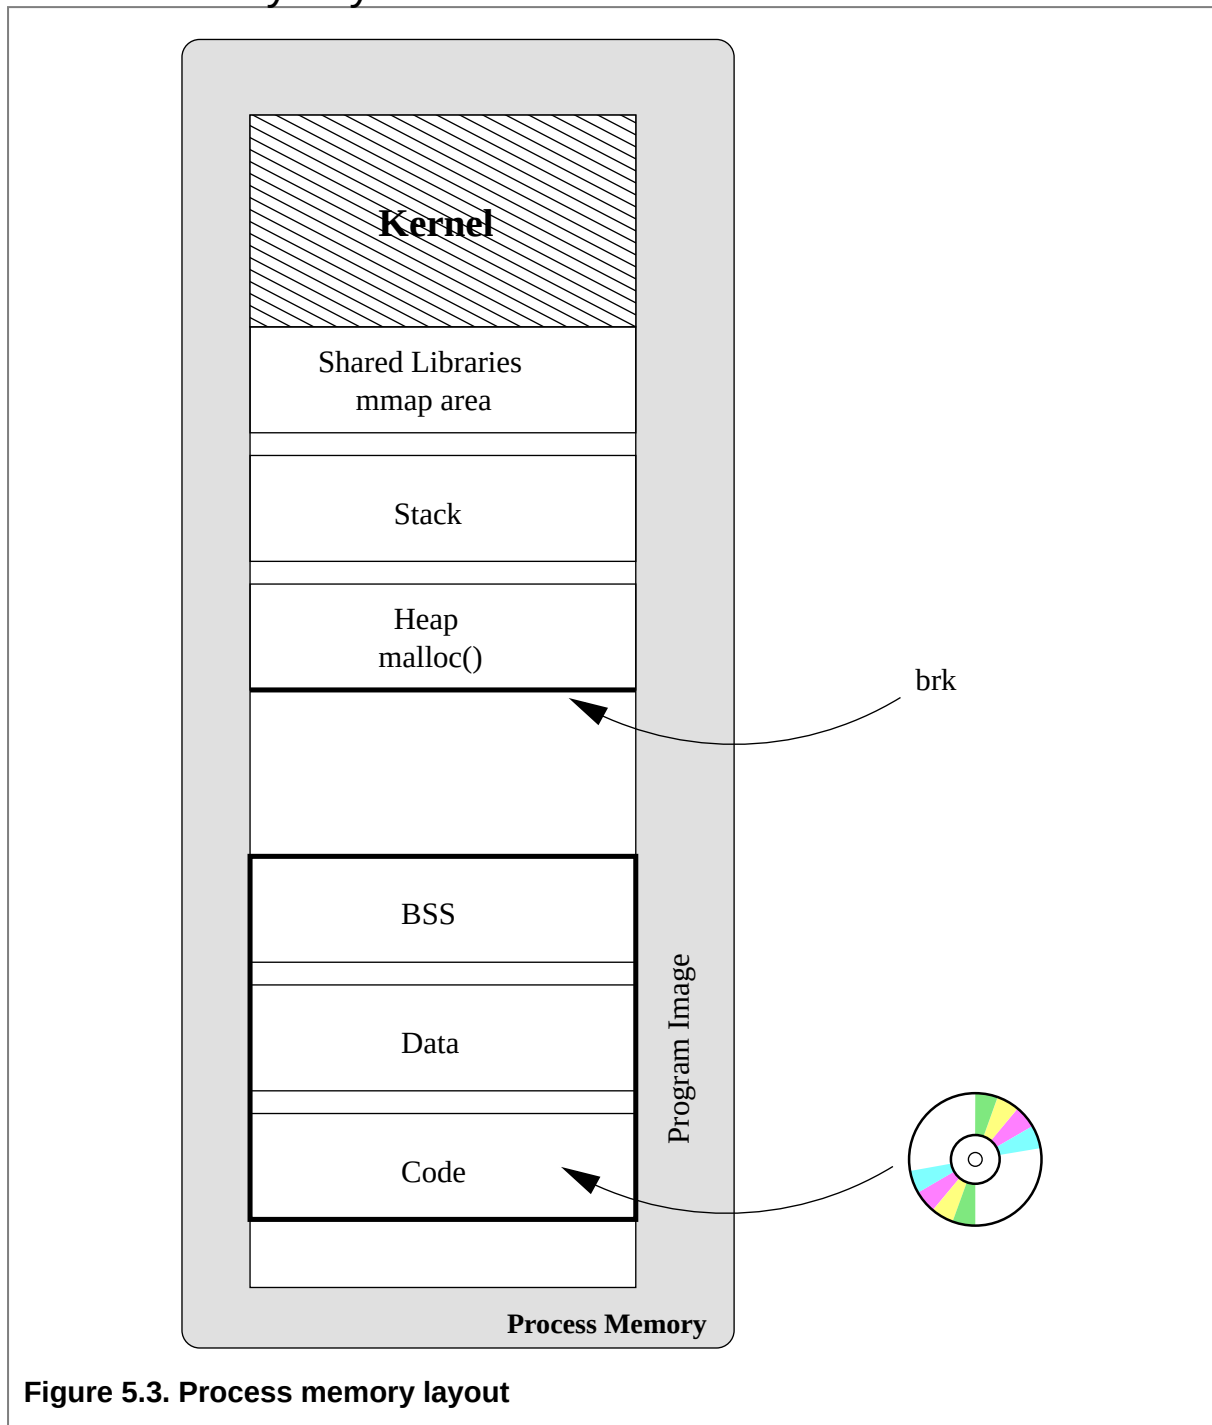 Kernel
Shared Libraries
mmap area
Stack
Heap
malloc()
brk
BSS
Data
Program Image
Code
Process Memory
Figure 5.3. Process memory layout